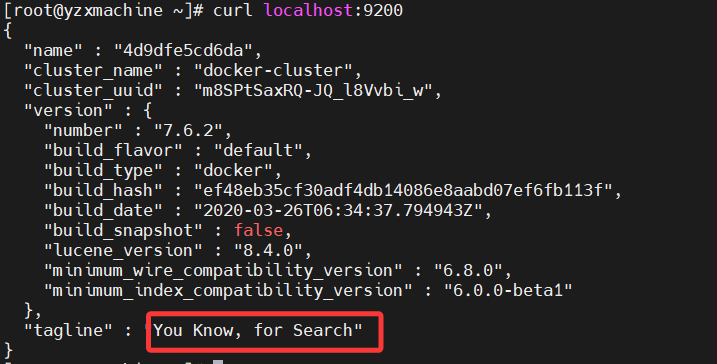 [root@yzxmachine ~]# curl localhost:9200
{
  "name" : "4d9dfe5cd6da",
  "cluster_name" : "docker-cluster",
  "cluster_uuid" : "m8SPtSaxRQ-JQ_l8Vvbi_w",
  "version" : {
    "number" : "7.6.2",
    "build_flavor" : "default",
    "build_type" : "docker",
    "build_hash" : "ef48eb35cf30adf4db14086e8aabd07ef6fb113f",
    "build_date" : "2020-03-26T06:34:37.794943Z",
    "build_snapshot" : false,
    "lucene_version" : "8.4.0",
    "minimum_wire_compatibility_version" : "6.8.0",
    "minimum_index_compatibility_version" : "6.0.0-beta1"
  },
  "tagline" : "You Know, for Search"
}